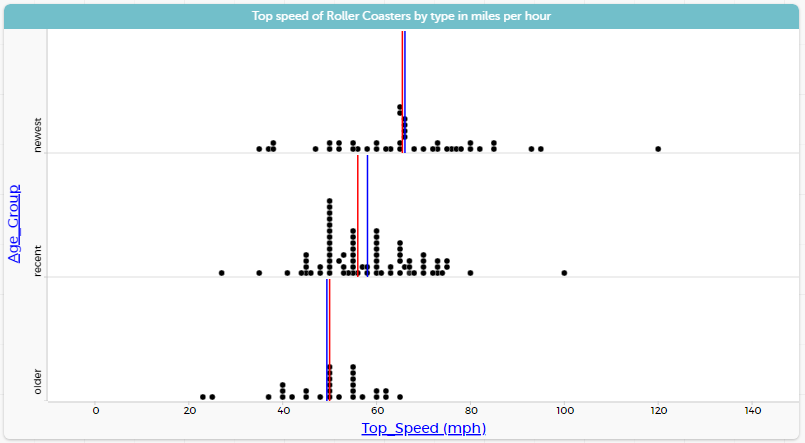 Top speed of Roller Coasters by type in miles per hour
Age_Group
newest
recent
older
0 20 40 60 80 100 120 140
Top_Speed (mph)